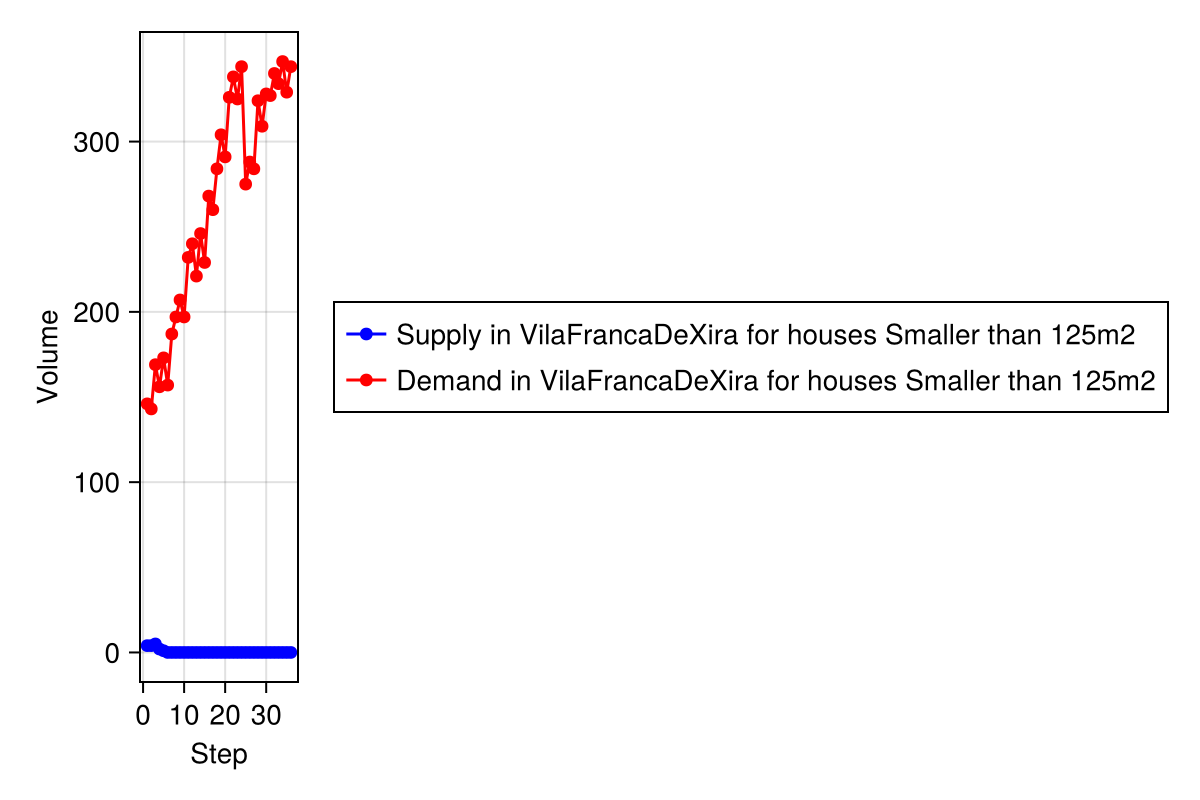 Volume
300
200
100
0
0 10 20 30
Step
Supply in VilaFrancaDeXira for houses Smaller than 125m2
Demand in VilaFrancaDeXira for houses Smaller than 125m2